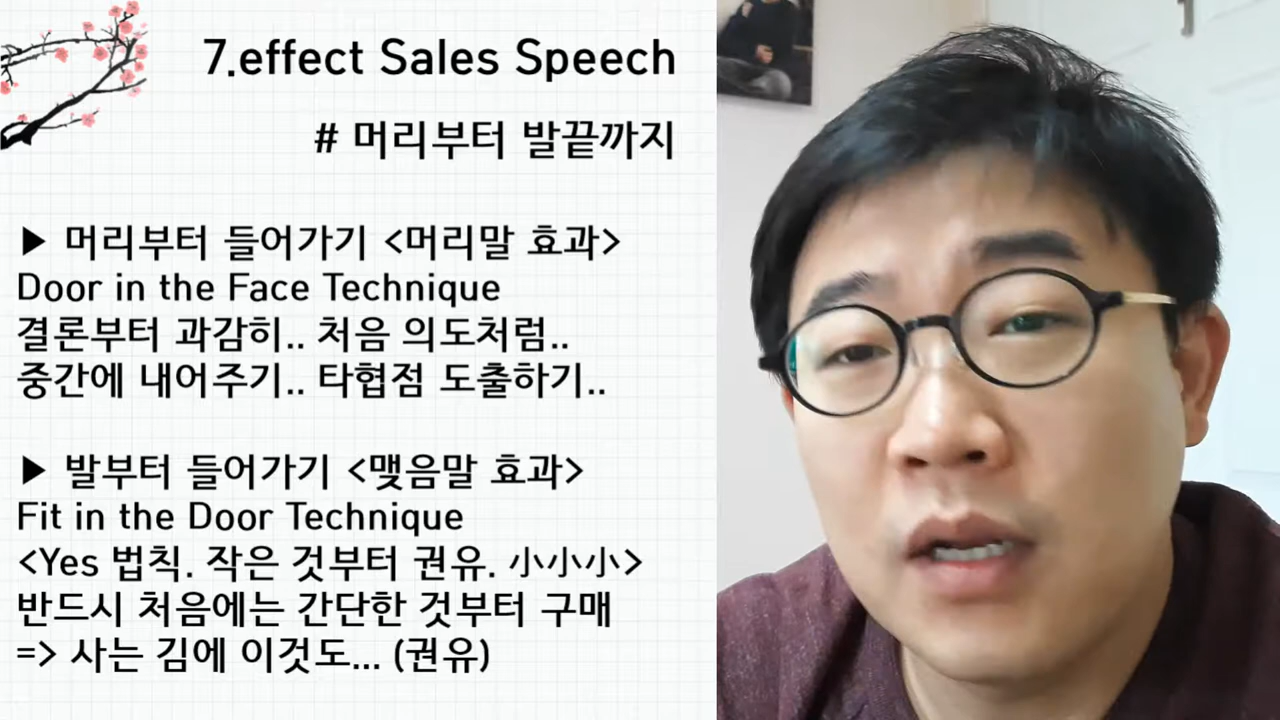 7.effect Sales Speech
# 머리부터 발끝까지
▶ 머리부터 들어가기 <머리말 효과>
Door in the Face Technique
결론부터 과감히.. 처음 의도처럼..
중간에 내어주기.. 타협점 도출하기..
▶ 발부터 들어가기 <맺음말 효과>
Fit in the Door Technique
<Yes 법칙. 작은 것부터 권유. 小小小>
반드시 처음에는 간단한 것부터 구매
=> 사는 김에 이것도... (권유)